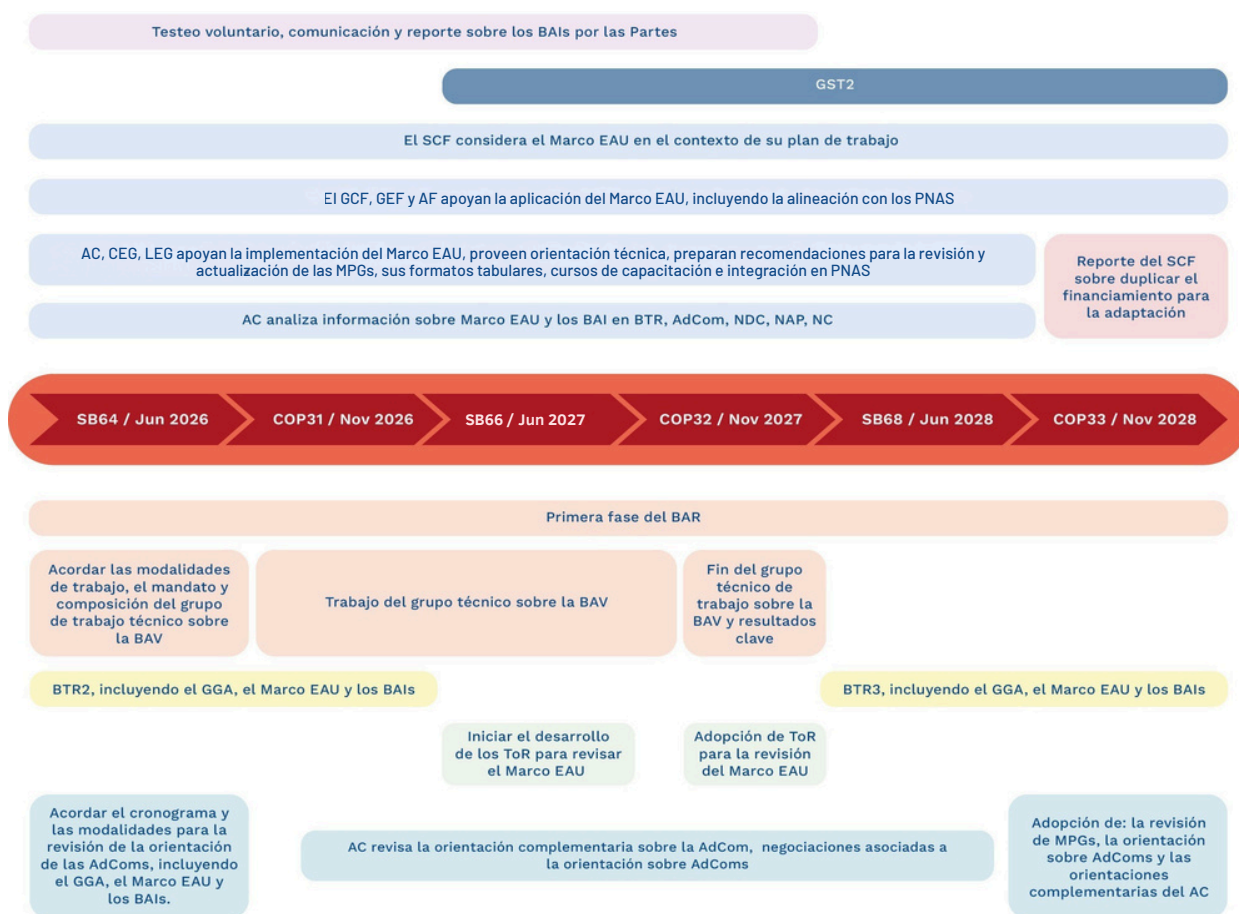 Testeo voluntario, comunicación y reporte sobre los BAIs por las Partes
GST2
El SCF considera el Marco EAU en el contexto de su plan de trabajo
El GCF, GEF y AF apoyan la aplicación del Marco EAU, incluyendo la alineación con los PNAS
AC, CEG, LEG apoyan la implementación del Marco EAU, proveen orientación técnica, preparan recomendaciones para la revisión y
actualización de las MPGs, sus formatos tabulares, cursos de capacitación e integración en PNAS
Reporte del SCF
sobre duplicar el
financiamiento para
la adaptación
AC analiza información sobre Marco EAU y los BAI en BTR, AdCom, NDC, NAP, NC
SB64 / Jun 2026
COP31 / Nov 2026
SB66 / Jun 2027
COP32 / Nov 2027
SB68 / Jun 2028
COP33 / Nov 2028
Primera fase del BAR
Acordar las modalidades
de trabajo, el mandato y
composición del grupo
de trabajo técnico sobre
la BAV
Trabajo del grupo técnico sobre la BAV
Fin del grupo
técnico de
trabajo sobre la
BAV y resultados
clave
BTR2, incluyendo el GGA, el Marco EAU y los BAIs
BTR3, incluyendo el GGA, el Marco EAU y los BAIs
Iniciar el desarrollo
de los ToR para revisar
el Marco EAU
Adopción de ToR
para la revisión
del Marco EAU
Acordar el cronograma y
las modalidades para la
revisión de la orientación
de las AdComs, incluyendo
el GGA, el Marco EAU y
los BAIs.
AC revisa la orientación complementaria sobre la AdCom, negociaciones asociadas a
la orientación sobre AdComs
Adopción de: la revisión
de MPGs, la orientación
sobre AdComs y las
orientaciones
complementarias del AC